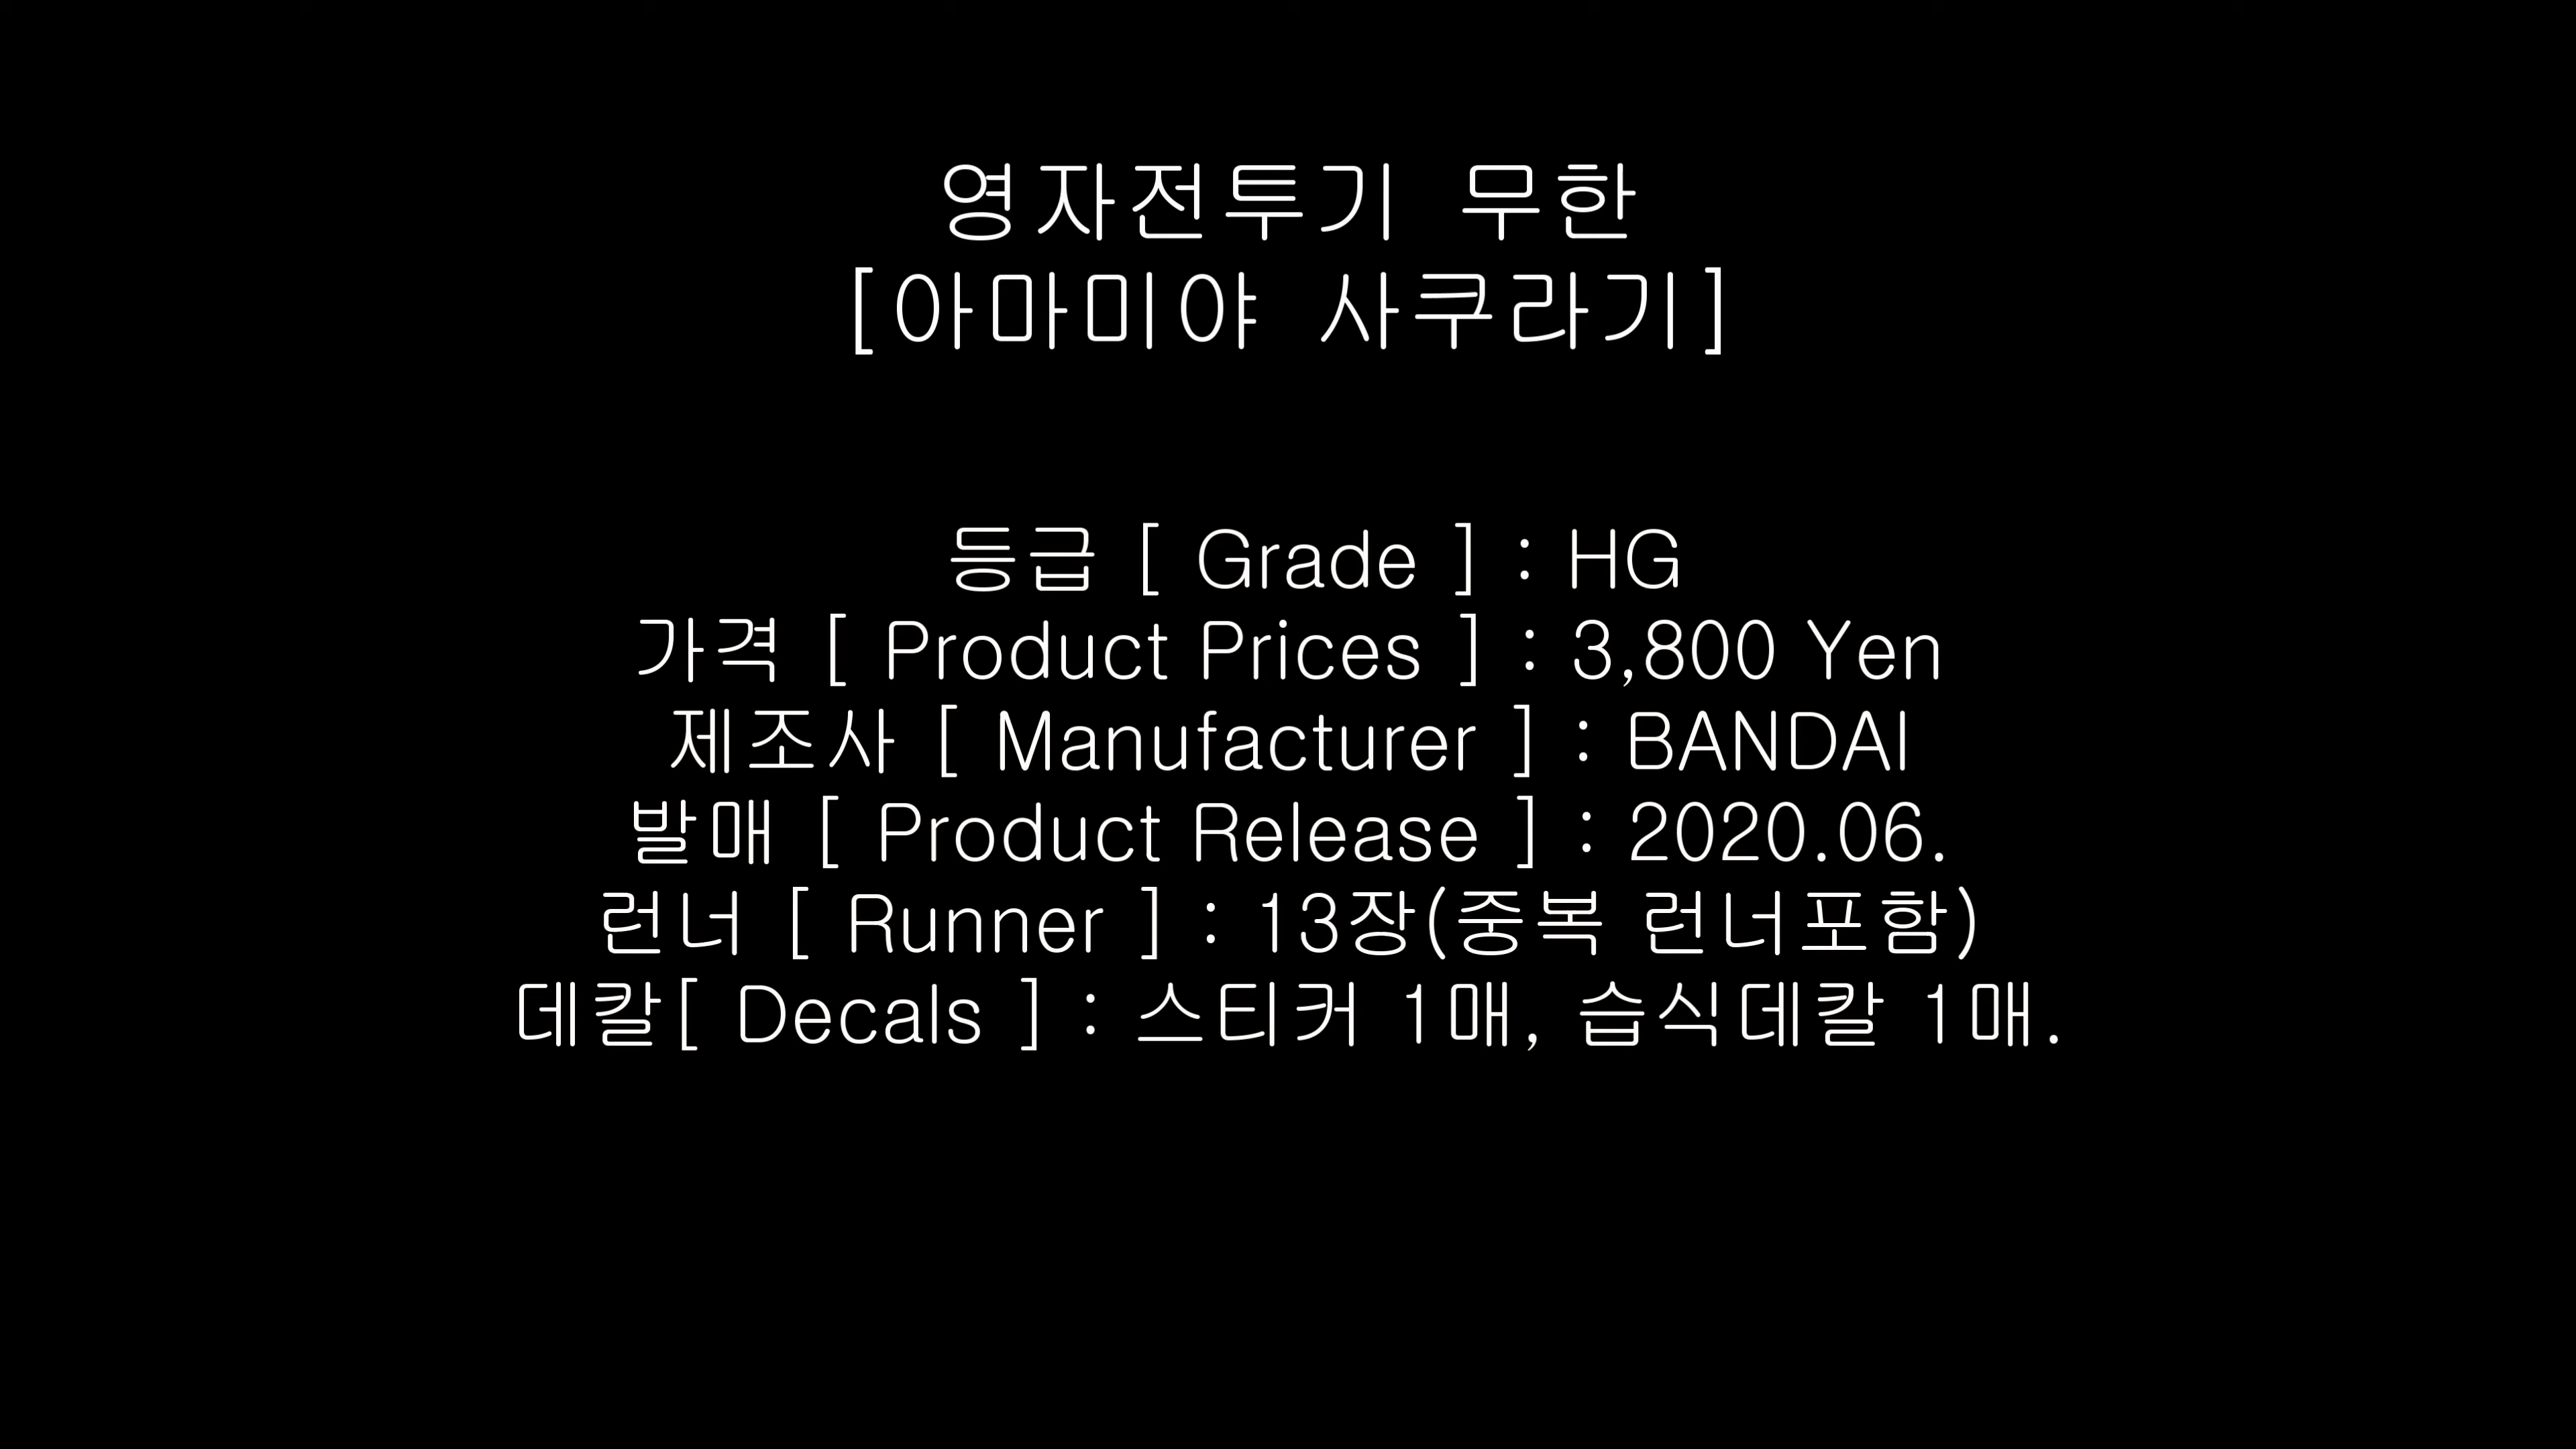 영자전투기 무한
[아마미야 사쿠라기]
등급 [ Grade ] : HG
가격 [ Product Prices ] : 3,800 Yen
제조사 [ Manufacturer ] : BANDAI
발매 [ Product Release ] : 2020.06.
런너 [ Runner ] : 13장(중복 런너포함)
데칼[ Decals ] : 스티커 1매, 습식데칼 1매.